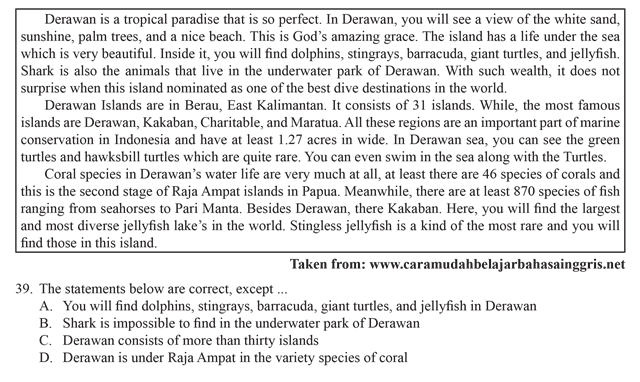 Derawan is a tropical paradise that is so perfect. In Derawan, you will see a view of the white sand,
sunshine, palm trees, and a nice beach. This is God's amazing grace. The island has a life under the sea
which is very beautiful. Inside it, you will find dolphins, stingrays, barracuda, giant turtles, and jellyfish.
Shark is also the animals that live in the underwater park of Derawan. With such wealth, it does not
surprise when this island nominated as one of the best dive destinations in the world.
Derawan Islands are in Berau, East Kalimantan. It consists of 31 islands. While, the most famous
islands are Derawan, Kakaban, Charitable, and Maratua. All these regions are an important part of marine
conservation in Indonesia and have at least 1.27 acres in wide. In Derawan sea, you can see the green
turtles and hawksbill turtles which are quite rare. You can even swim in the sea along with the Turtles.
Coral species in Derawan's water life are very much at all, at least there are 46 species of corals and
this is the second stage of Raja Ampat islands in Papua. Meanwhile, there are at least 870 species of fish
ranging from seahorses to Pari Manta. Besides Derawan, there Kakaban. Here, you will find the largest
and most diverse jellyfish lake's in the world. Stingless jellyfish is a kind of the most rare and you will
find those in this island.
Taken from: www.caramudahbelajarbahasainggris.net
39. The statements below are correct, except ...
A. You will find dolphins, stingrays, barracuda, giant turtles, and jellyfish in Derawan
B. Shark is impossible to find in the underwater park of Derawan
C. Derawan consists of more than thirty islands
D. Derawan is under Raja Ampat in the variety species of coral